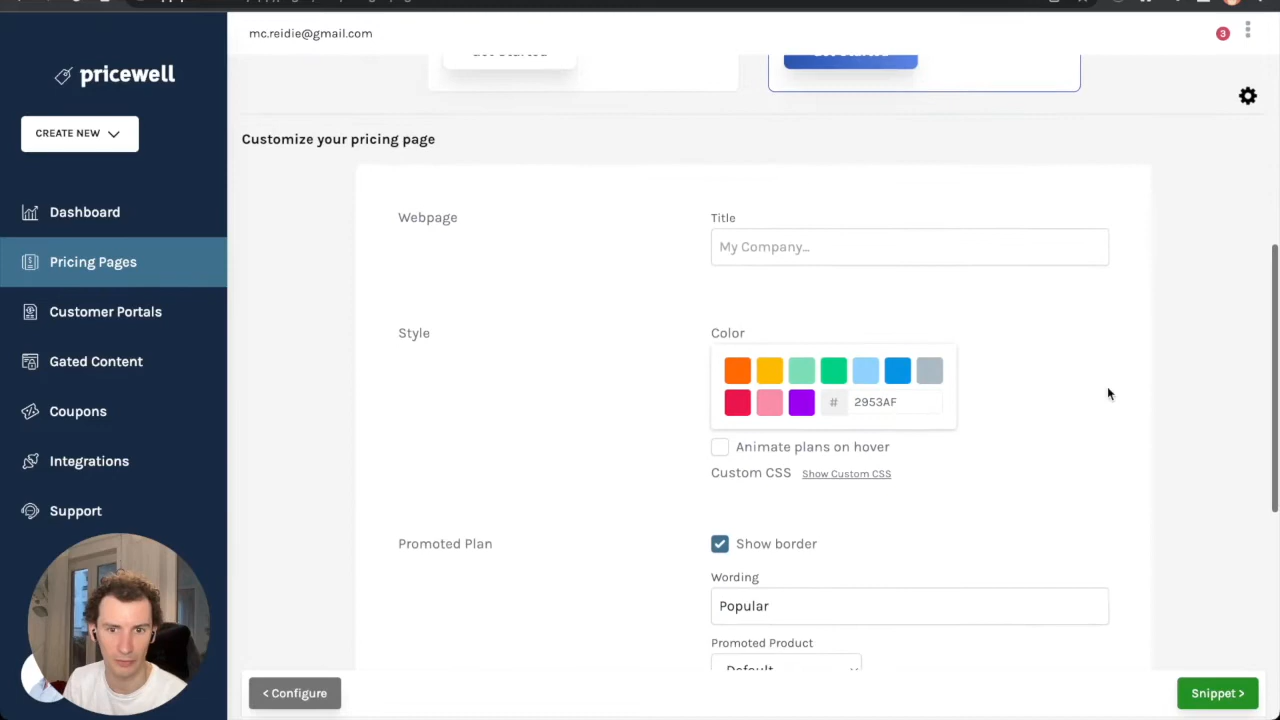 mc.reidie@gmail.com
3
pricewell
CREATE NEW
Dashboard
Pricing Pages
Customer Portals
Gated Content
Coupons
Integrations
Support
Customize your pricing page
Webpage
Title
My Company...
Style
Color
# 2953AF
Animate plans on hover
Custom CSS Show Custom CSS
Promoted Plan
Show border
Wording
Popular
Promoted Product
Default
< Configure
Snippet >